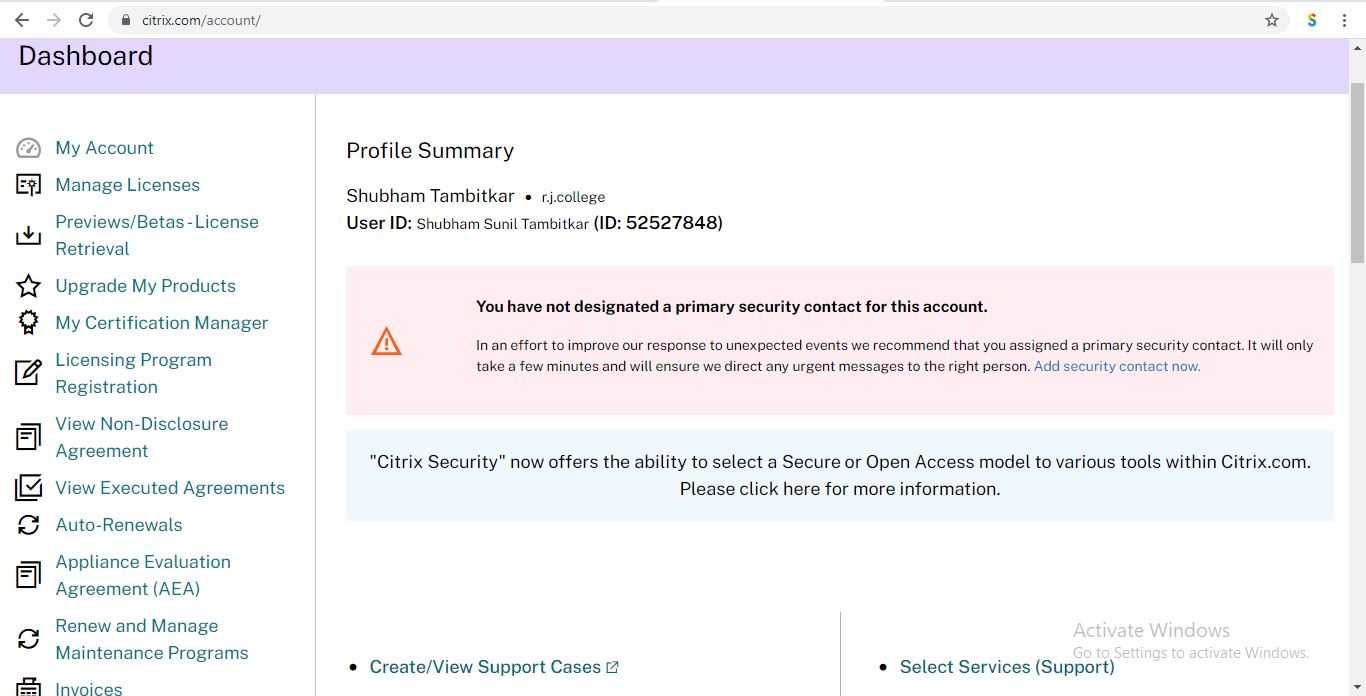 citrix.com/account/
S
Dashboard
My Account
Manage Licenses
Previews/Betas - License
Retrieval
Upgrade My Products
My Certification Manager
Licensing Program
Registration
View Non-Disclosure
Agreement
View Executed Agreements
Auto-Renewals
Appliance Evaluation
Agreement (AEA)
Renew and Manage
Maintenance Programs
Invoices
Profile Summary
Shubham Tambitkar • r.j.college
User ID: Shubham Sunil Tambitkar (ID: 52527848)
You have not designated a primary security contact for this account.
In an effort to improve our response to unexpected events we recommend that you assigned a primary security contact. It will only
take a few minutes and will ensure we direct any urgent messages to the right person. Add security contact now.
"Citrix Security" now offers the ability to select a Secure or Open Access model to various tools within Citrix.com.
Please click here for more information.
• Create/View Support Cases
• Select Services (Support)
Activate Windows
Go to Settings to activate Windows.